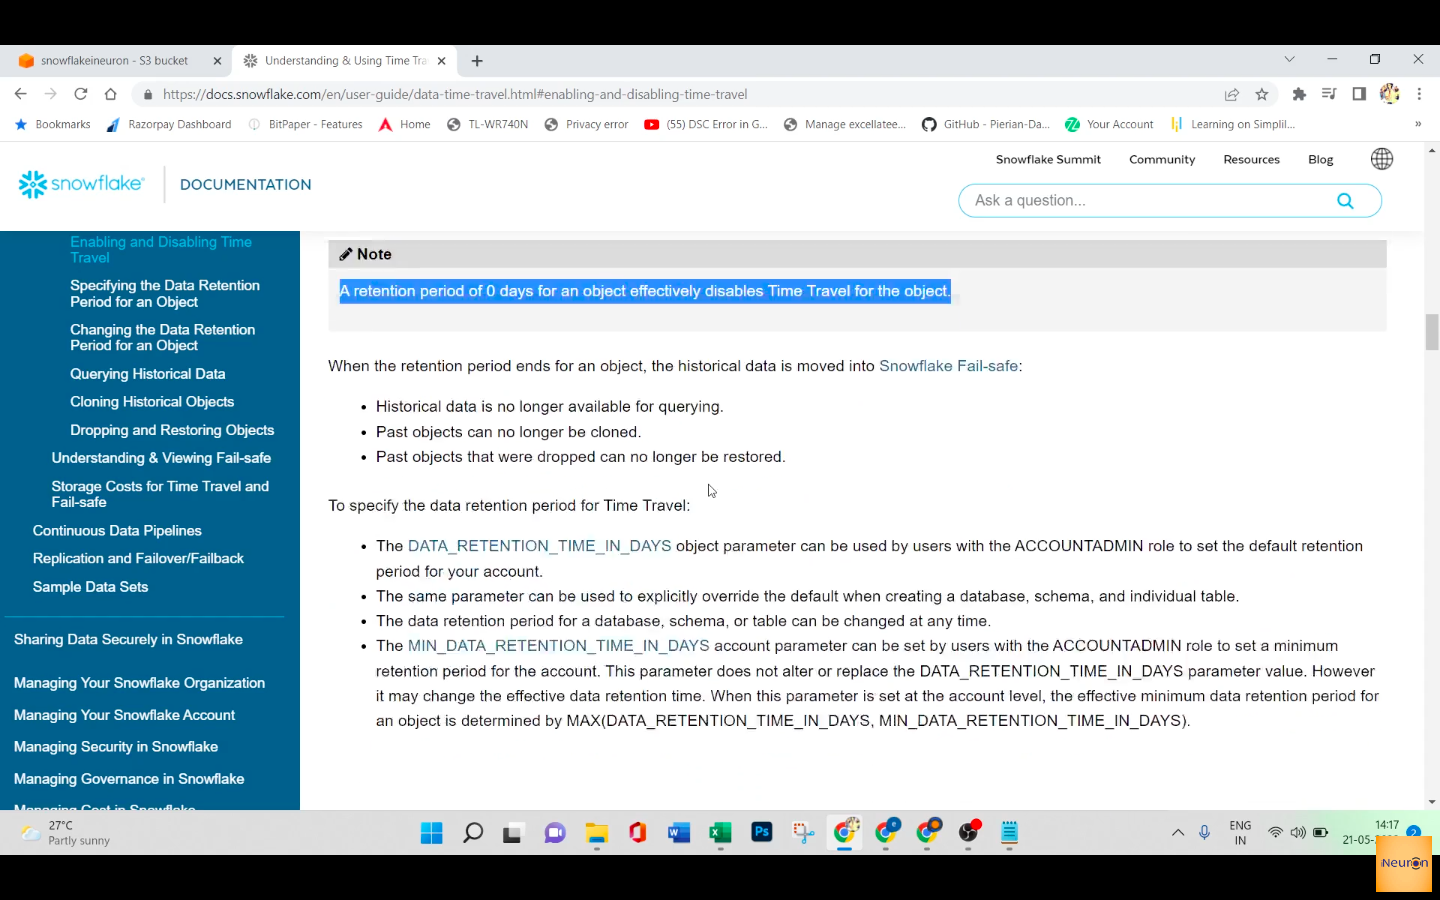 snowflakeineuron - S3 bucket
Understanding & Using Time Tra
https://docs.snowflake.com/en/user-guide/data-time-travel.html#enabling-and-disabling-time-travel
Bookmarks
Razorpay Dashboard
BitPaper - Features
Home
TL-WR740N
Privacy error
(55) DSC Error in G...
Manage excellatee...
GitHub - Pierian-Da...
Your Account
Learning on Simplil...
»
Snowflake Summit
Community
Resources
Blog
snowflake
DOCUMENTATION
Ask a question...
Enabling and Disabling Time
Travel
Specifying the Data Retention
Period for an Object
Changing the Data Retention
Period for an Object
Querying Historical Data
Cloning Historical Objects
Dropping and Restoring Objects
Understanding & Viewing Fail-safe
Storage Costs for Time Travel and
Fail-safe
Continuous Data Pipelines
Replication and Failover/Failback
Sample Data Sets
Sharing Data Securely in Snowflake
Managing Your Snowflake Organization
Managing Your Snowflake Account
Managing Security in Snowflake
Managing Governance in Snowflake
Managing Cost in Snowflake
Note
A retention period of 0 days for an object effectively disables Time Travel for the object.
When the retention period ends for an object, the historical data is moved into Snowflake Fail-safe:
• Historical data is no longer available for querying.
• Past objects can no longer be cloned.
• Past objects that were dropped can no longer be restored.
To specify the data retention period for Time Travel:
• The DATA_RETENTION_TIME_IN_DAYS object parameter can be used by users with the ACCOUNTADMIN role to set the default retention
period for your account.
• The same parameter can be used to explicitly override the default when creating a database, schema, and individual table.
• The data retention period for a database, schema, or table can be changed at any time.
• The MIN_DATA_RETENTION_TIME_IN_DAYS account parameter can be set by users with the ACCOUNTADMIN role to set a minimum
retention period for the account. This parameter does not alter or replace the DATA_RETENTION_TIME_IN_DAYS parameter value. However
it may change the effective data retention time. When this parameter is set at the account level, the effective minimum data retention period for
an object is determined by MAX(DATA_RETENTION_TIME_IN_DAYS, MIN_DATA_RETENTION_TIME_IN_DAYS).
27°C
Partly sunny
Ps
ENG
IN
14:17
21-05-
2
Neuron